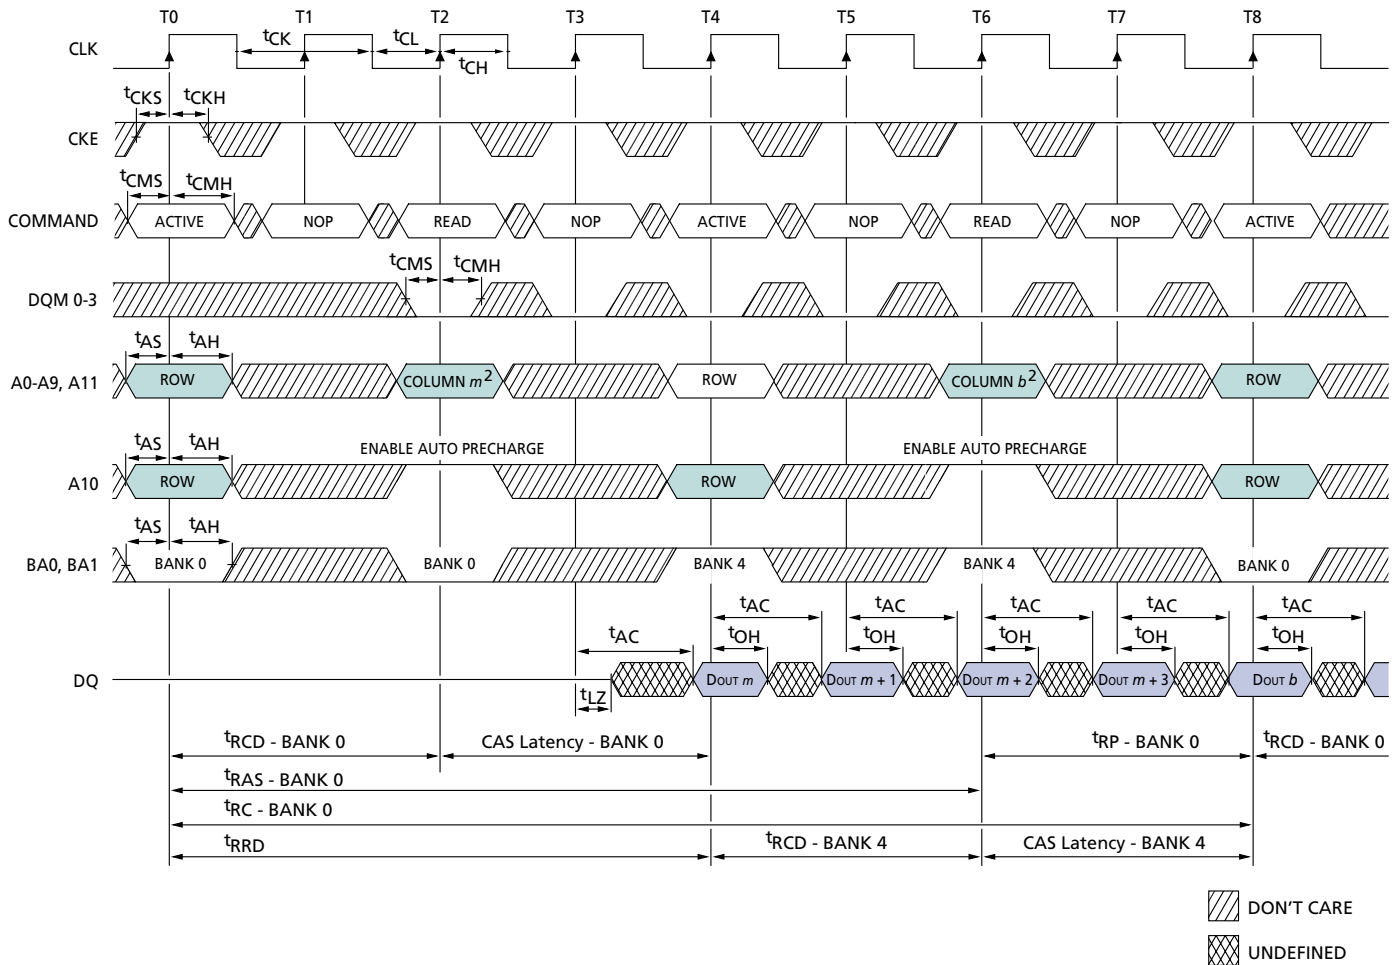 T0 T1 T2 T3 T4 T5 T6 T7 T8
CLK
tCK tCL
tCH
tCKS tCKH
CKE
tCMS tCMH
COMMAND ACTIVE NOP READ NOP ACTIVE NOP READ NOP ACTIVE
tCMS tCMH
DQM 0-3
tAS tAH
A0-A9, A11 ROW COLUMN m2 ROW COLUMN b2 ROW
tAS tAH ENABLE AUTO PRECHARGE ENABLE AUTO PRECHARGE
A10 ROW ROW ROW
tAS tAH
BA0, BA1 BANK 0 BANK 0 BANK 4 BANK 4 BANK 0
tAC tAC tAC tAC tAC
tAC tOH tOH tOH tOH tOH
DQ DOUT m DOUT m + 1 DOUT m + 2 DOUT m + 3 DOUT b
tLZ
tRCD - BANK 0 CAS Latency - BANK 0 tRP - BANK 0 tRCD - BANK 0
tRAS - BANK 0
tRC - BANK 0
tRRD tRCD - BANK 4 CAS Latency - BANK 4
DON'T CARE
UNDEFINED